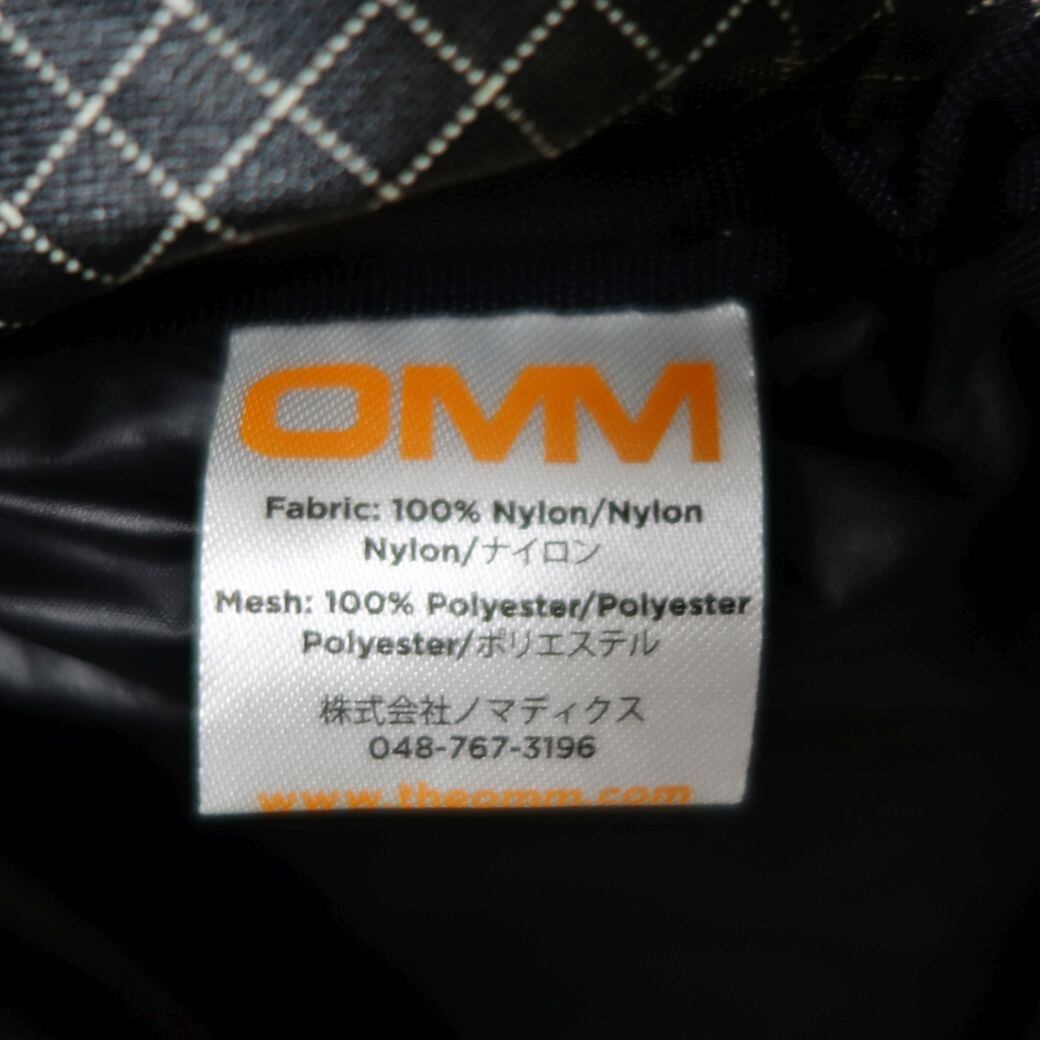 OMM
Fabric: 100% Nylon/Nylon
Nylon/ナイロン
Mesh: 100% Polyester/Polyester
Polyester/ポリエステル
株式会社ノマディクス
048-767-3196
www.theomm.com